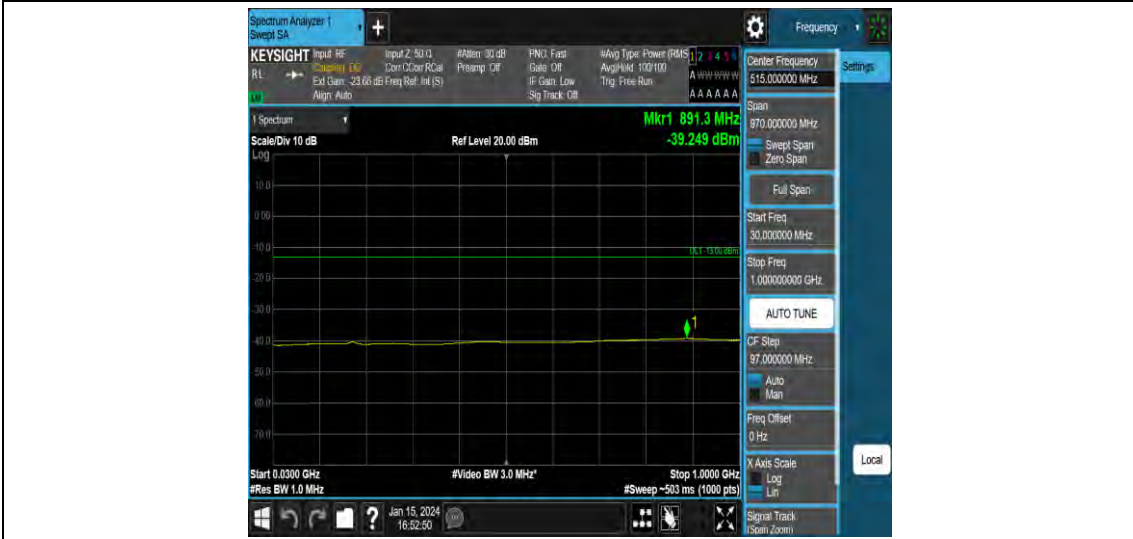 Spectrum Analyzer 1
Swept SA
+
Frequency
KEYSIGHT
RL
Input: RF
Coupling: DC
Ext Gain: -23.66 dB
Align: Auto
Input Z: 50 Ω
Corr CCorr RCal
Freq Ref: Int (S)
#Atten: 30 dB
Preamp: Off
PNO: Fast
Gate: Off
IF Gain: Low
Sig Track: Off
#Avg Type: Power (RMS
Avg|Hold: 100/100
Trig: Free Run
1 2 3 4 5 6
A W W W W W
A A A A A A
1 Spectrum
Scale/Div 10 dB
Ref Level 20.00 dBm
Mkr1 891.3 MHz
-39.249 dBm
Log
10.0
0.00
-10.0
-20.0
-30.0
-40.0
-50.0
-60.0
-70.0
DL1 -13.00 dBm
1
Start 0.0300 GHz
#Res BW 1.0 MHz
#Video BW 3.0 MHz*
Stop 1.0000 GHz
#Sweep ~503 ms (1000 pts)
?
Jan 15, 2024
16:52:50
Center Frequency
515.000000 MHz
Settings
Span
970.000000 MHz
Swept Span
Zero Span
Full Span
Start Freq
30.000000 MHz
Stop Freq
1.000000000 GHz
AUTO TUNE
CF Step
97.000000 MHz
Auto
Man
Freq Offset
0 Hz
X Axis Scale
Log
Lin
Local
Signal Track
(Span Zoom)